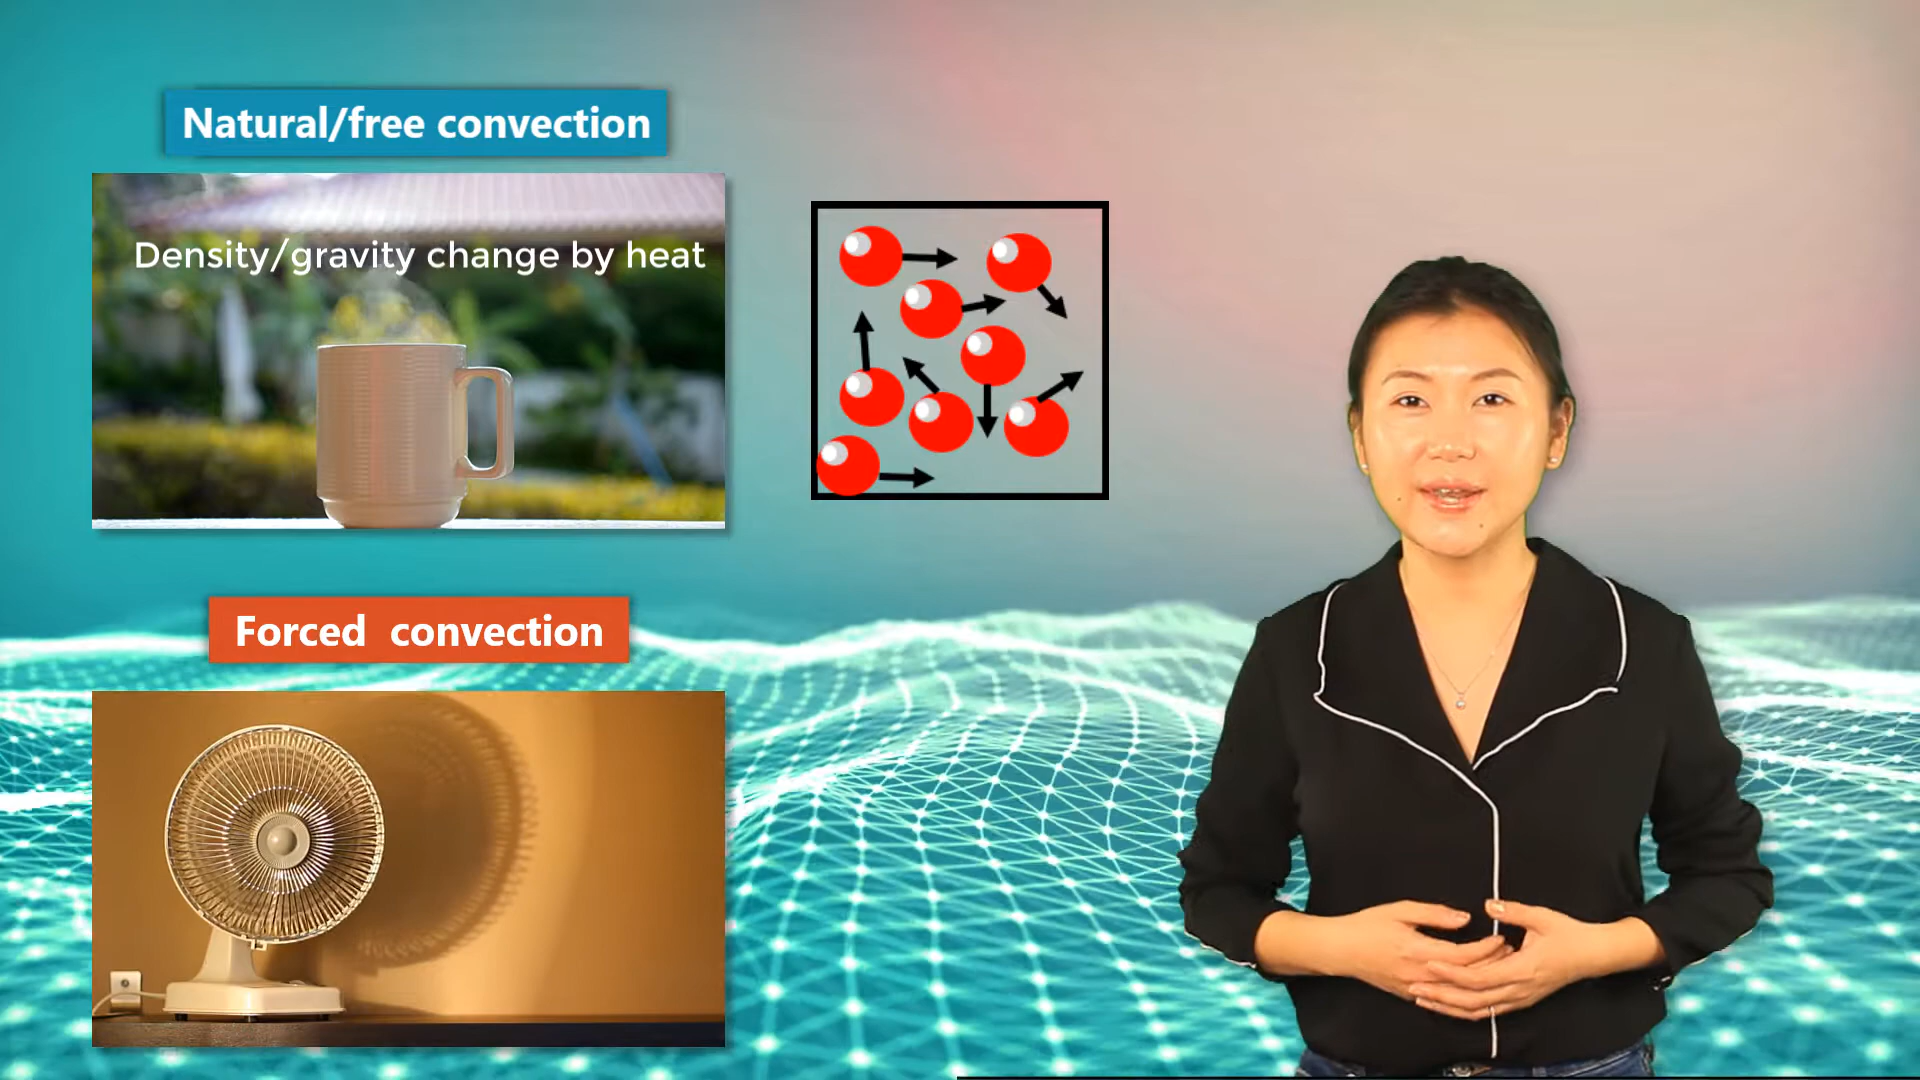 Natural/free convection
Density/gravity change by heat
Forced convection